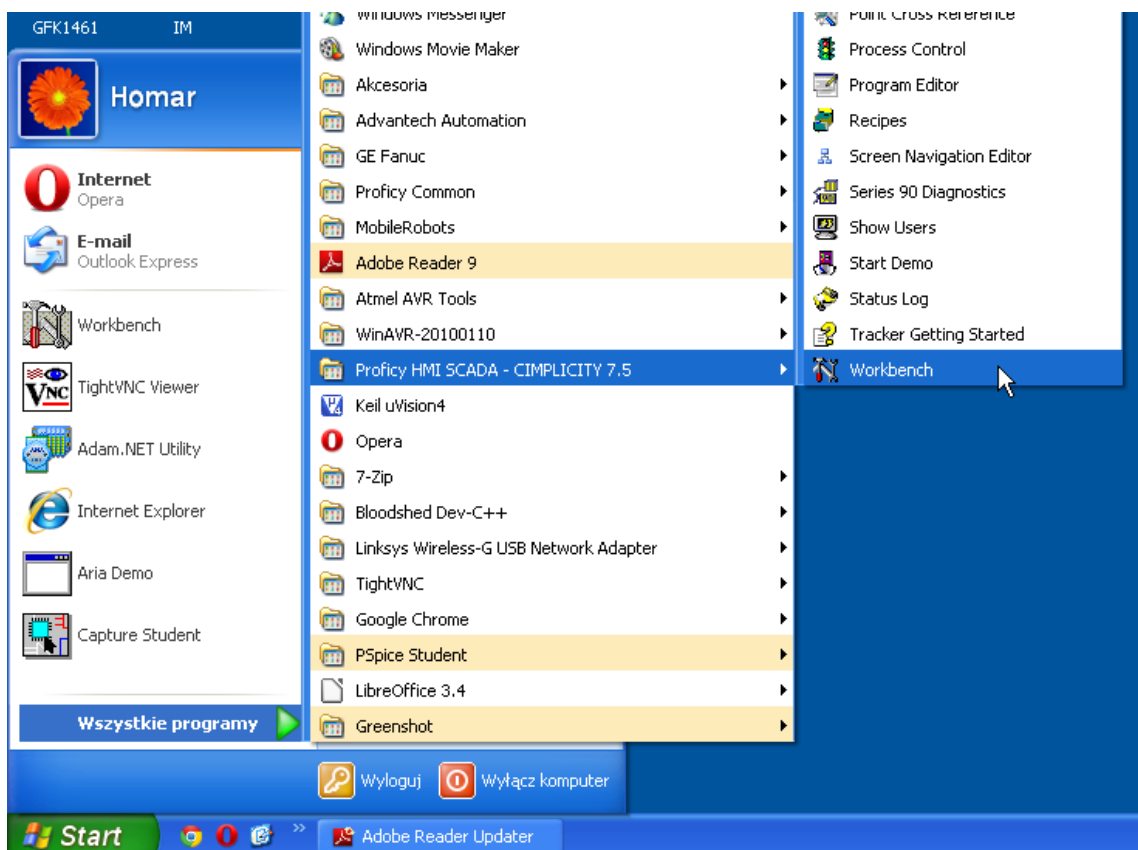 GFK1461 IM
Homar
Internet
Opera
E-mail
Outlook Express
Workbench
TightVNC Viewer
Adam.NET Utility
Internet Explorer
Aria Demo
Capture Student
Wszystkie programy
Windows Messenger
Windows Movie Maker
Akcesoria
Advantech Automation
GE Fanuc
Proficy Common
MobileRobots
Adobe Reader 9
Atmel AVR Tools
WinAVR-20100110
Proficy HMI SCADA - CIMPLICITY 7.5
Keil uVision4
Opera
7-Zip
Bloodshed Dev-C++
Linksys Wireless-G USB Network Adapter
TightVNC
Google Chrome
PSpice Student
LibreOffice 3.4
Greenshot
Point Cross Reference
Process Control
Program Editor
Recipes
Screen Navigation Editor
Series 90 Diagnostics
Show Users
Start Demo
Status Log
Tracker Getting Started
Workbench
Wyloguj Wyłącz komputer
Start Adobe Reader Updater